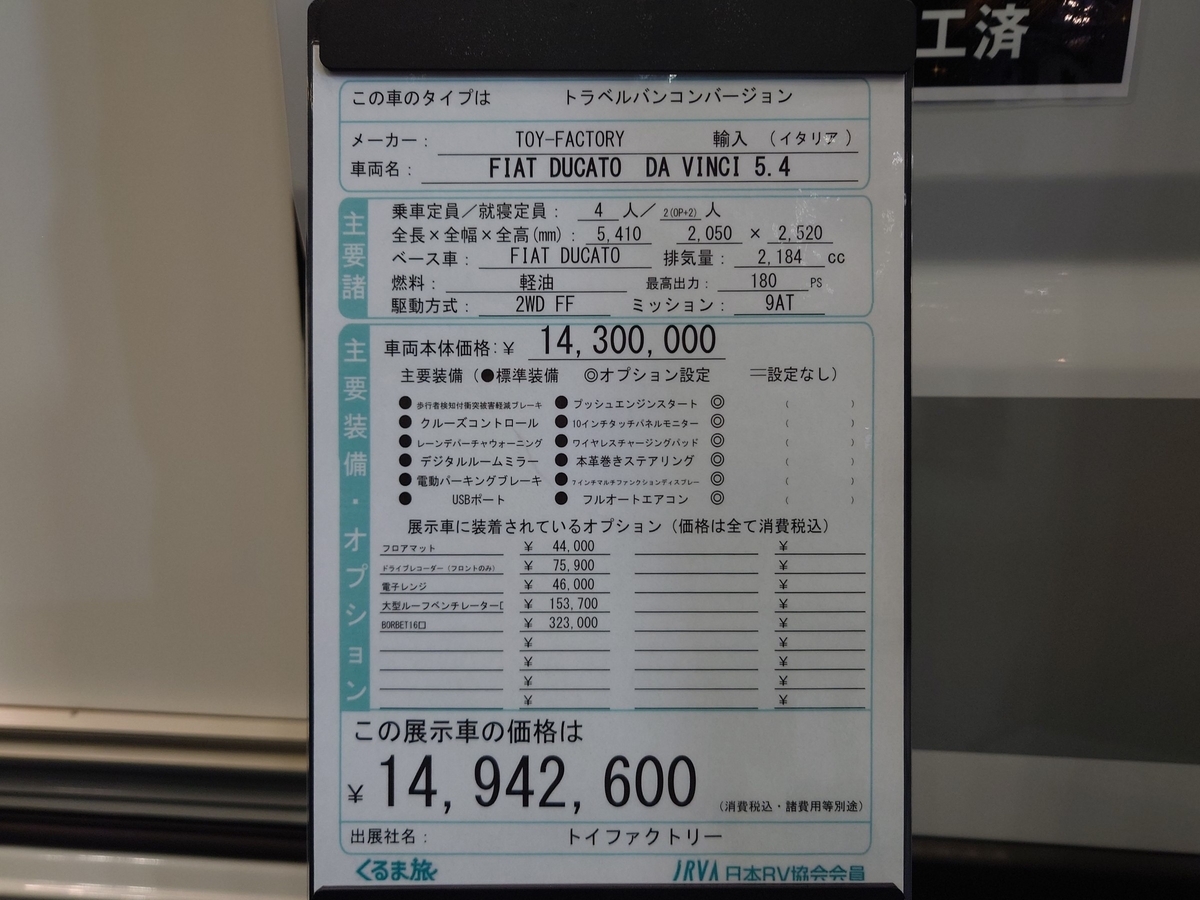 工済
この車のタイプは トラベルバンコンバージョン
メーカー: TOY-FACTORY 輸入 (イタリア)
車両名: FIAT DUCATO DA VINCI 5.4
主要諸
乗車定員/就寝定員: 4 人/ 2(OP+2) 人
全長×全幅×全高(mm): 5,410 2,050 × 2,520
ベース車: FIAT DUCATO 排気量: 2,184 cc
燃料: 軽油 最高出力: 180 PS
駆動方式: 2WD FF ミッション: 9AT
主要装備・オプション
車両本体価格:¥ 14,300,000
主要装備(●標準装備 ◎オプション設定 =設定なし)
● 歩行者検知付衝突被害軽減ブレーキ ● プッシュエンジンスタート ◎ ( )
● クルーズコントロール ● 10インチタッチパネルモニター ◎ ( )
● レーンデパーチャウォーニング ● ワイヤレスチャージングパッド ◎ ( )
● デジタルルームミラー ● 本革巻きステアリング ◎ ( )
● 電動パーキングブレーキ ● 7インチマルチファンクションディスプレー ◎ ( )
● USBポート ● フルオートエアコン ◎ ( )
展示車に装着されているオプション(価格は全て消費税込)
フロアマット ¥ 44,000 ¥
ドライブレコーダー(フロントのみ) ¥ 75,900 ¥
電子レンジ ¥ 46,000 ¥
大型ルーフベンチレーター ¥ 153,700 ¥
BORBET16□ ¥ 323,000 ¥
¥ ¥
¥ ¥
¥ ¥
¥ ¥
この展示車の価格は
¥ 14,942,600 (消費税込・諸費用等別途)
出展社名: トイファクトリー
くるま旅 JRVA 日本RV協会会員